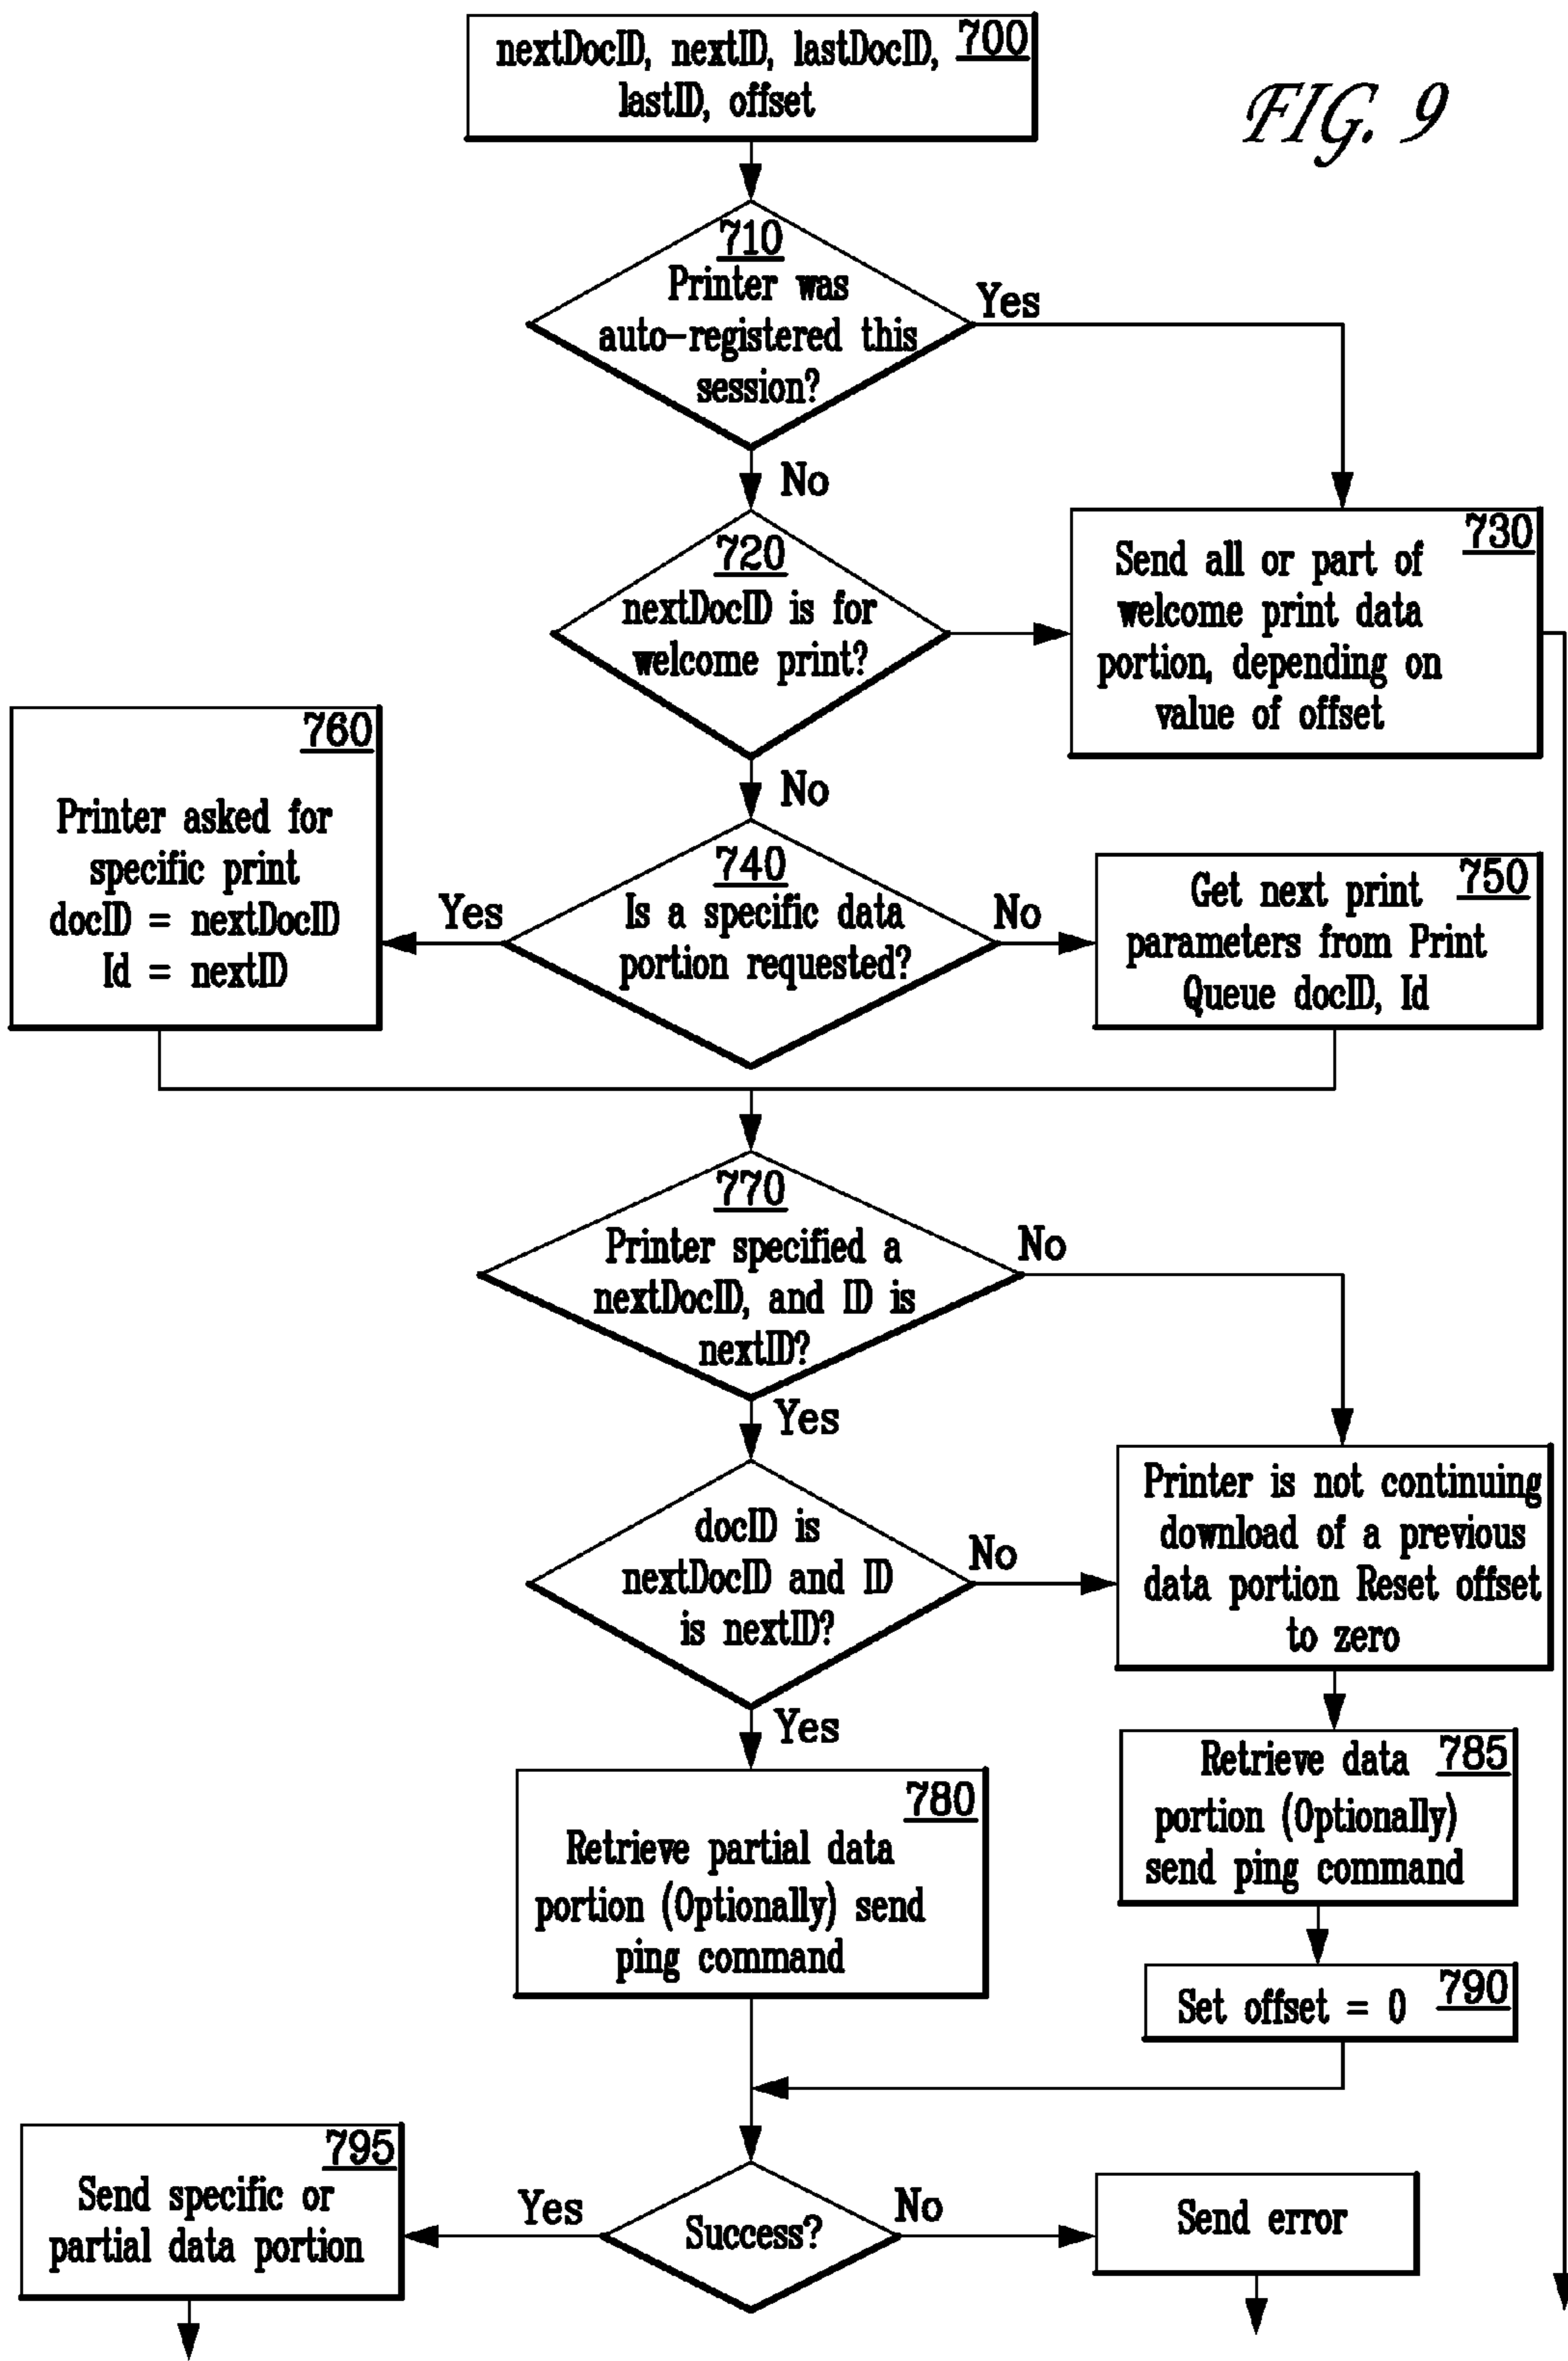 nextDocID, nextID, lastDocID, 700
lastID, offset
FIG. 9
710
Printer was
auto-registered this
session?
Yes
No
720
nextDocID is for
welcome print?
730
Send all or part of
welcome print data
portion, depending on
value of offset
No
760
Printer asked for
specific print
docID = nextDocID
Id = nextID
Yes
740
Is a specific data
portion requested?
No
750
Get next print
parameters from Print
Queue docID, Id
770
Printer specified a
nextDocID, and ID is
nextID?
No
Yes
docID is
nextDocID and ID
is nextID?
No
Printer is not continuing
download of a previous
data portion Reset offset
to zero
Yes
780
Retrieve partial data
portion (Optionally) send
ping command
Retrieve data 785
portion (Optionally)
send ping command
Set offset = 0 790
795
Send specific or
partial data portion
Yes
Success?
No
Send error